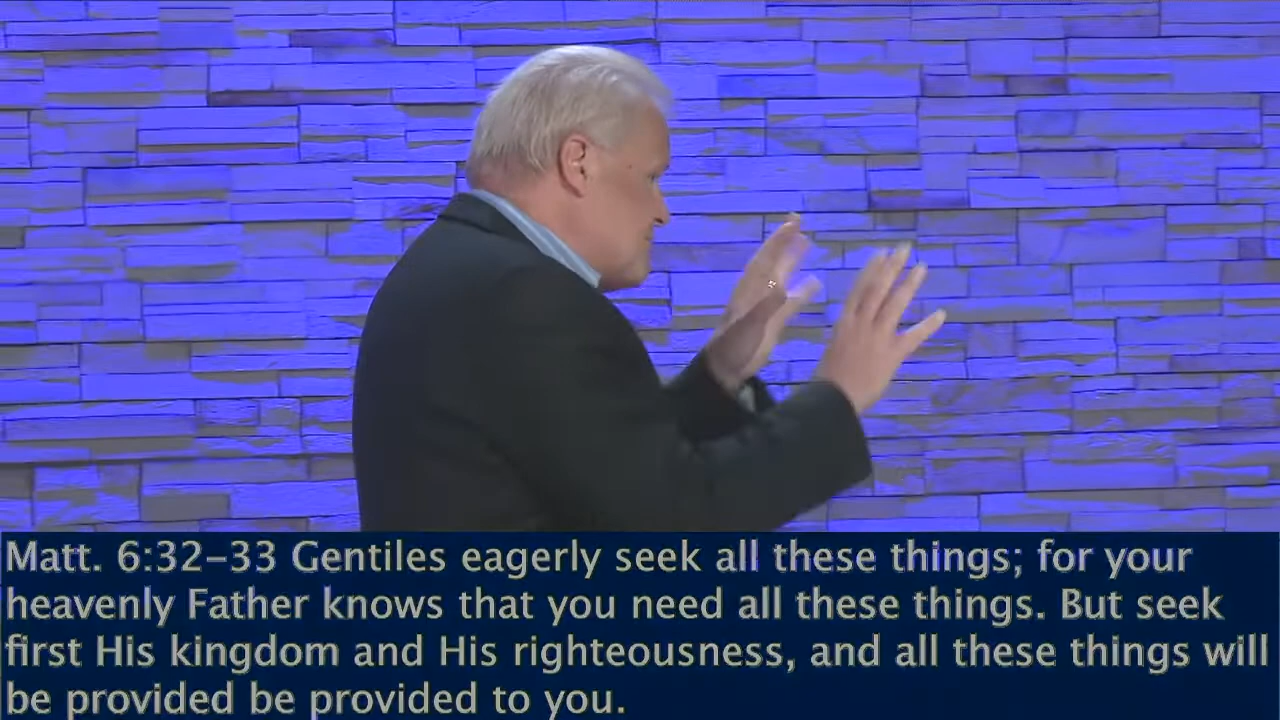 Matt. 6:32–33 Gentiles eagerly seek all these things; for your
heavenly Father knows that you need all these things. But seek
first His kingdom and His righteousness, and all these things will
be provided be provided to you.